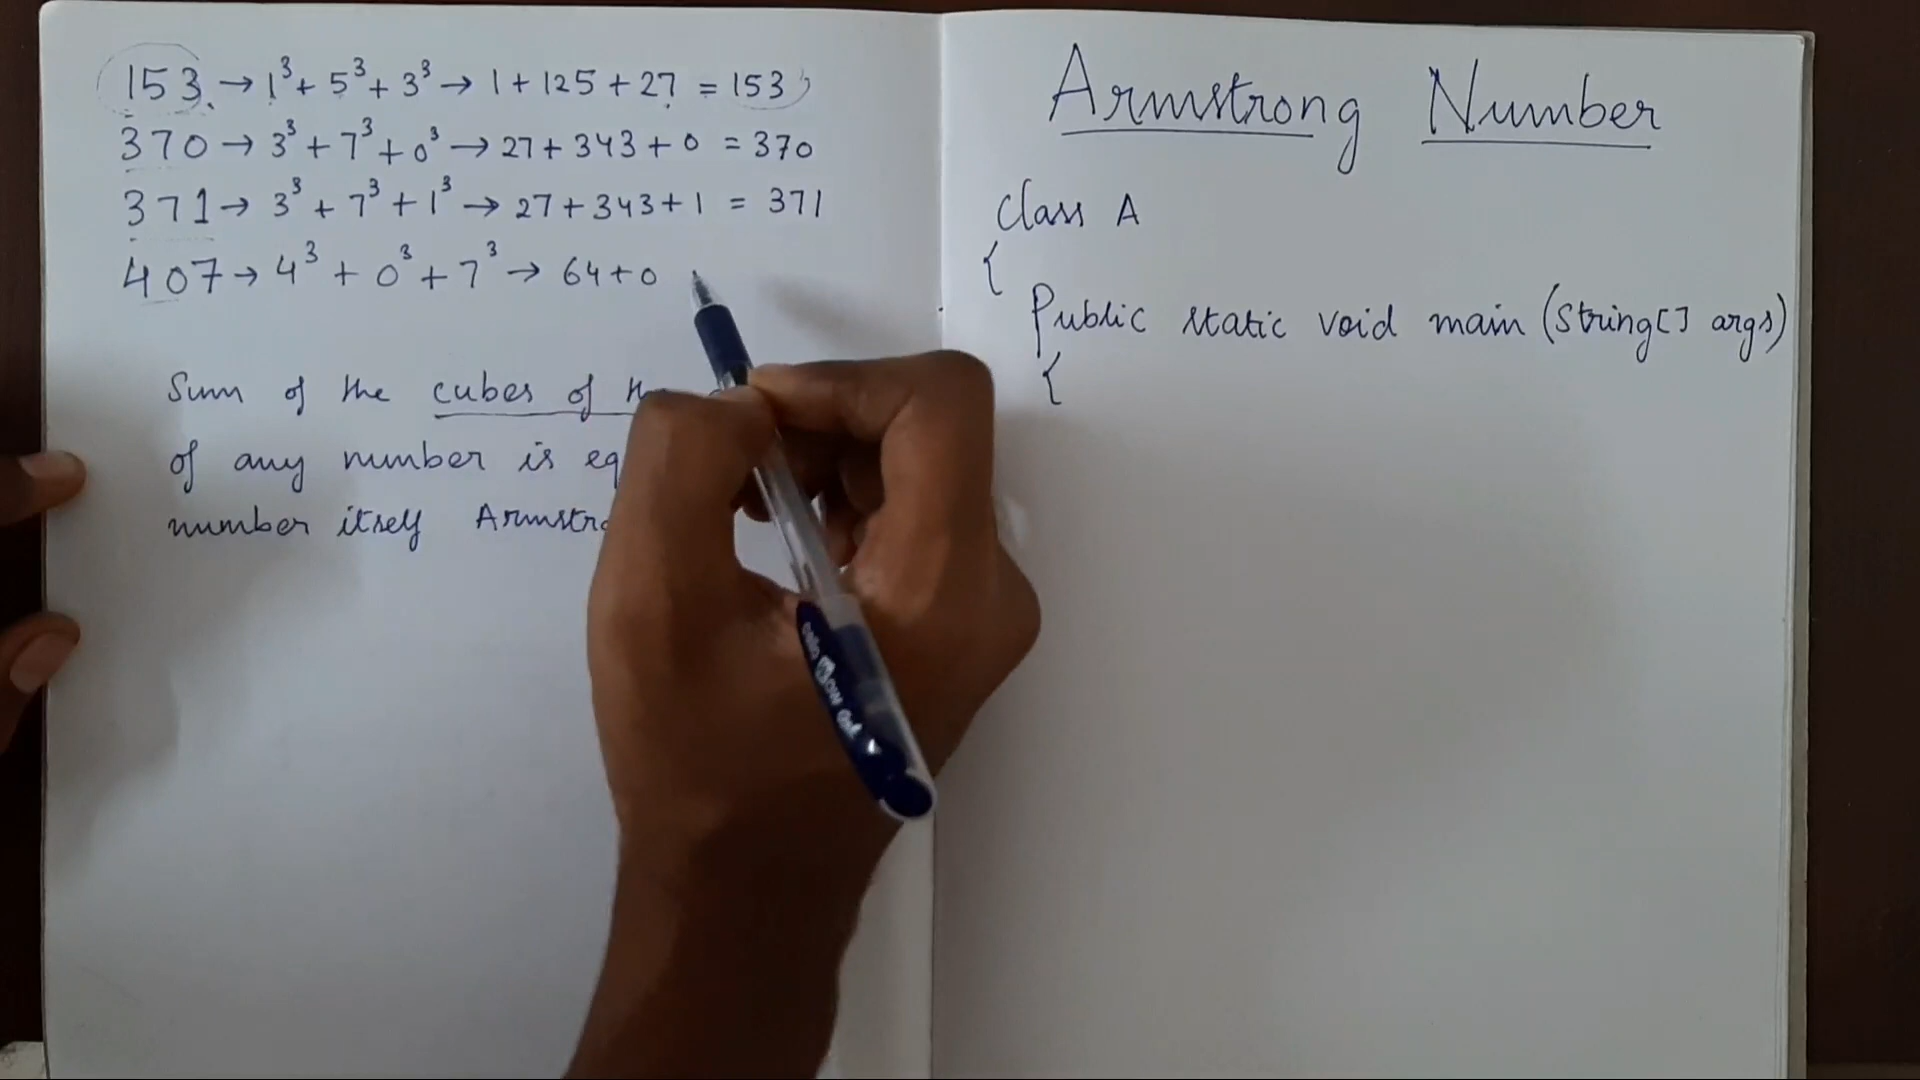 153 → 1³ + 5³ + 3³ → 1 + 125 + 27 = 153
370 → 3³ + 7³ + 0³ → 27 + 343 + 0 = 370
371 → 3³ + 7³ + 1³ → 27 + 343 + 1 = 371
407 → 4³ + 0³ + 7³ → 64 + 0
Sum of the cubes of
of any number is
number itself
Armstrong Number
Class A
{
Public static void main (String[] args)
{